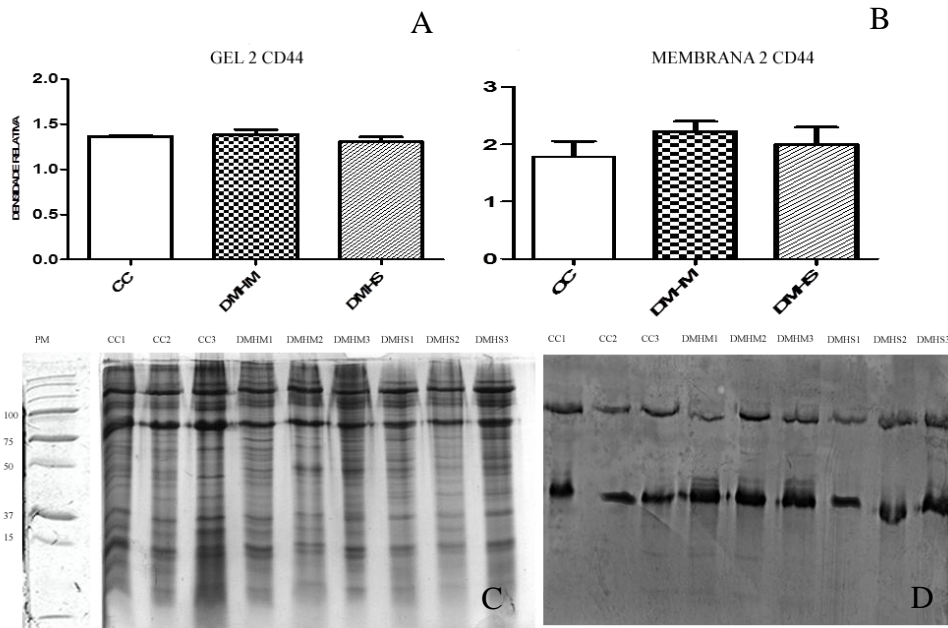 A
B
GEL 2 CD44
MEMBRANA 2 CD44
DENSIDADE RELATIVA
2.0
1.5
1.0
0.5
0.0
CC
DMHM
DMHS
3
2
1
0
OC
DMHM
DMHS
PM
CC1
CC2
CC3
DMHM1
DMHM2
DMHM3
DMHS1
DMHS2
DMHS3
CC1
CC2
CC3
DMHM1
DMHM2
DMHM3
DMHS1
DMHS2
DMHS3
100
75
50
37
15
C
D